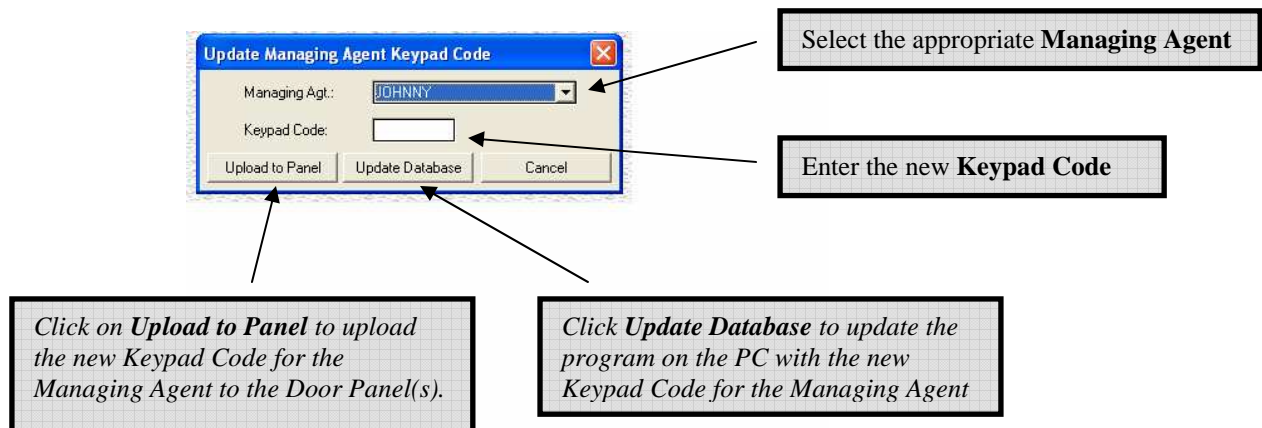 Update Managing Agent Keypad Code
Managing Agt.:
JOHNNY
Keypad Code:
Upload to Panel
Update Database
Cancel
Select the appropriate Managing Agent
Enter the new Keypad Code
Click on Upload to Panel to upload
the new Keypad Code for the
Managing Agent to the Door Panel(s).
Click Update Database to update the
program on the PC with the new
Keypad Code for the Managing Agent